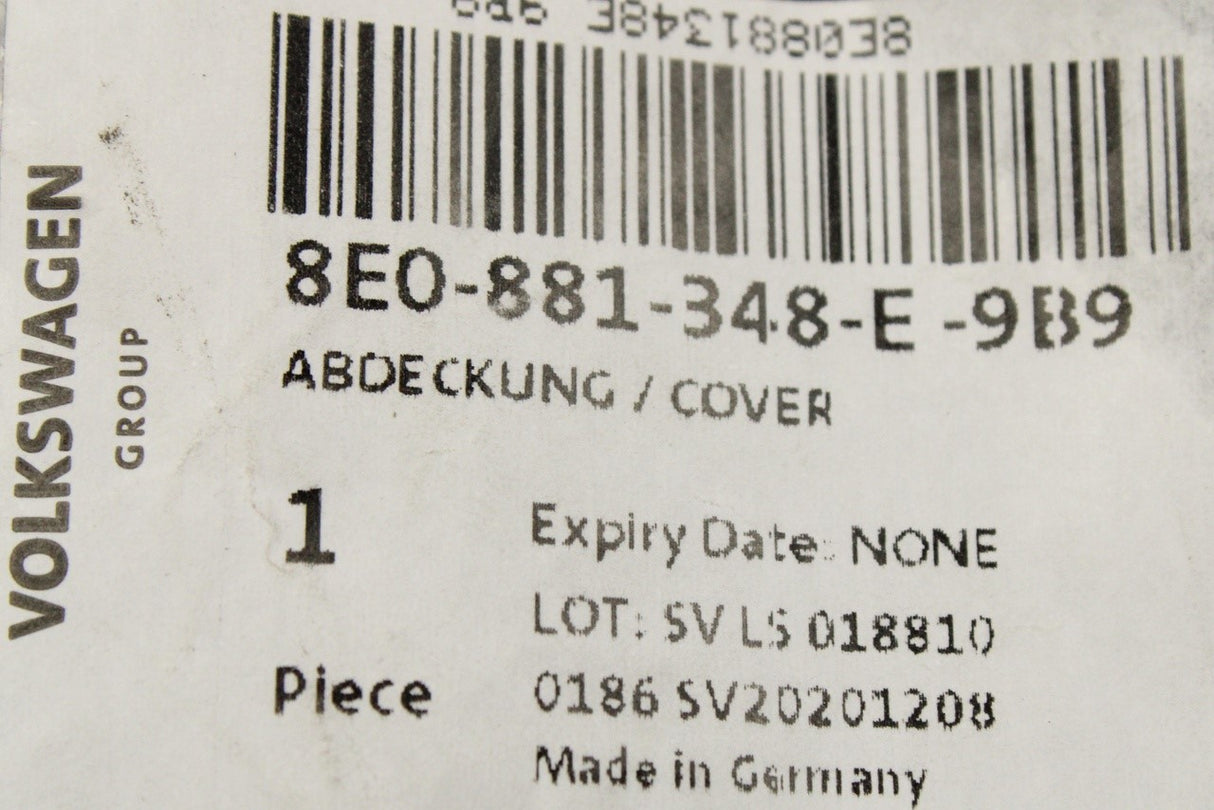 8E0881348E 9B9
8E0-881-348-E -9B9
ABDECKUNG / COVER
1
Piece
Expiry Date: NONE
LOT: SV LS 018810
0186 SV20201208
Made in Germany
VOLKSWAGEN
GROUP